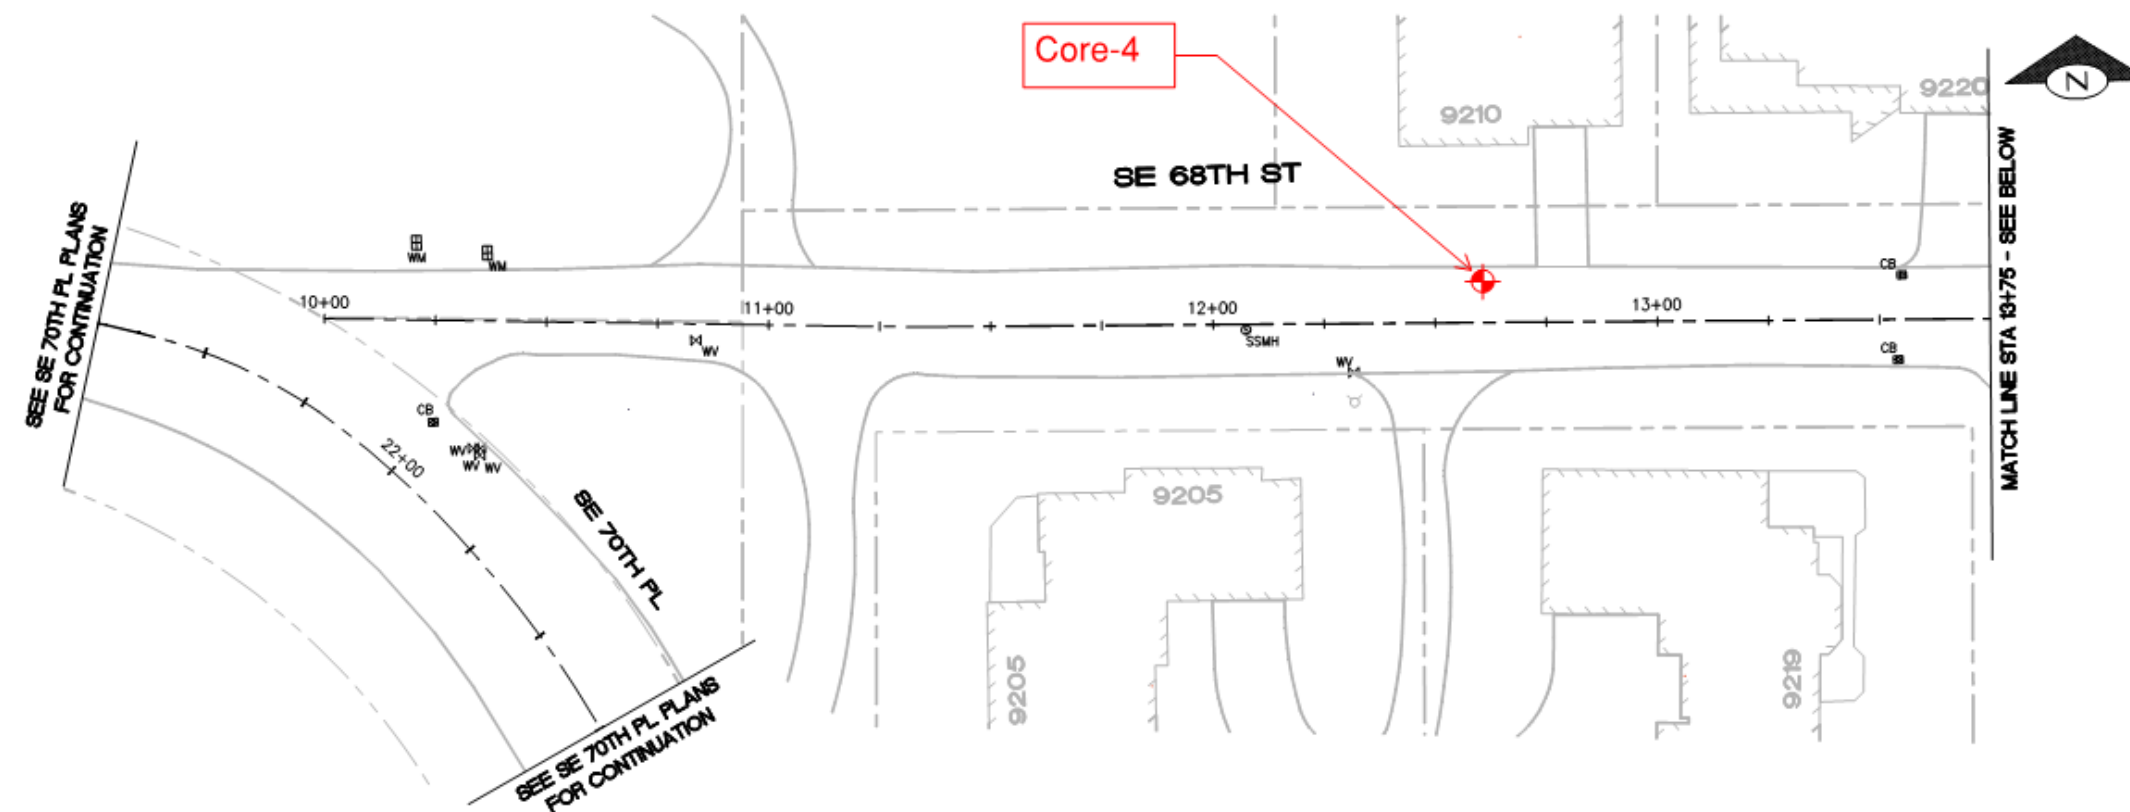 Core-4
9210
9220
N
SE 68TH ST
MATCH LINE STA 13+75 - SEE BELOW
SEE SE 70TH PL PLANS
FOR CONTINUATION
WM
WM
10+00
11+00
12+00
13+00
CB
WV
SSMH
WV
CB
CB
WV
WV
WV
22+00
SE 70TH PL
9205
9205
9219
SEE SE 70TH PL PLANS
FOR CONTINUATION